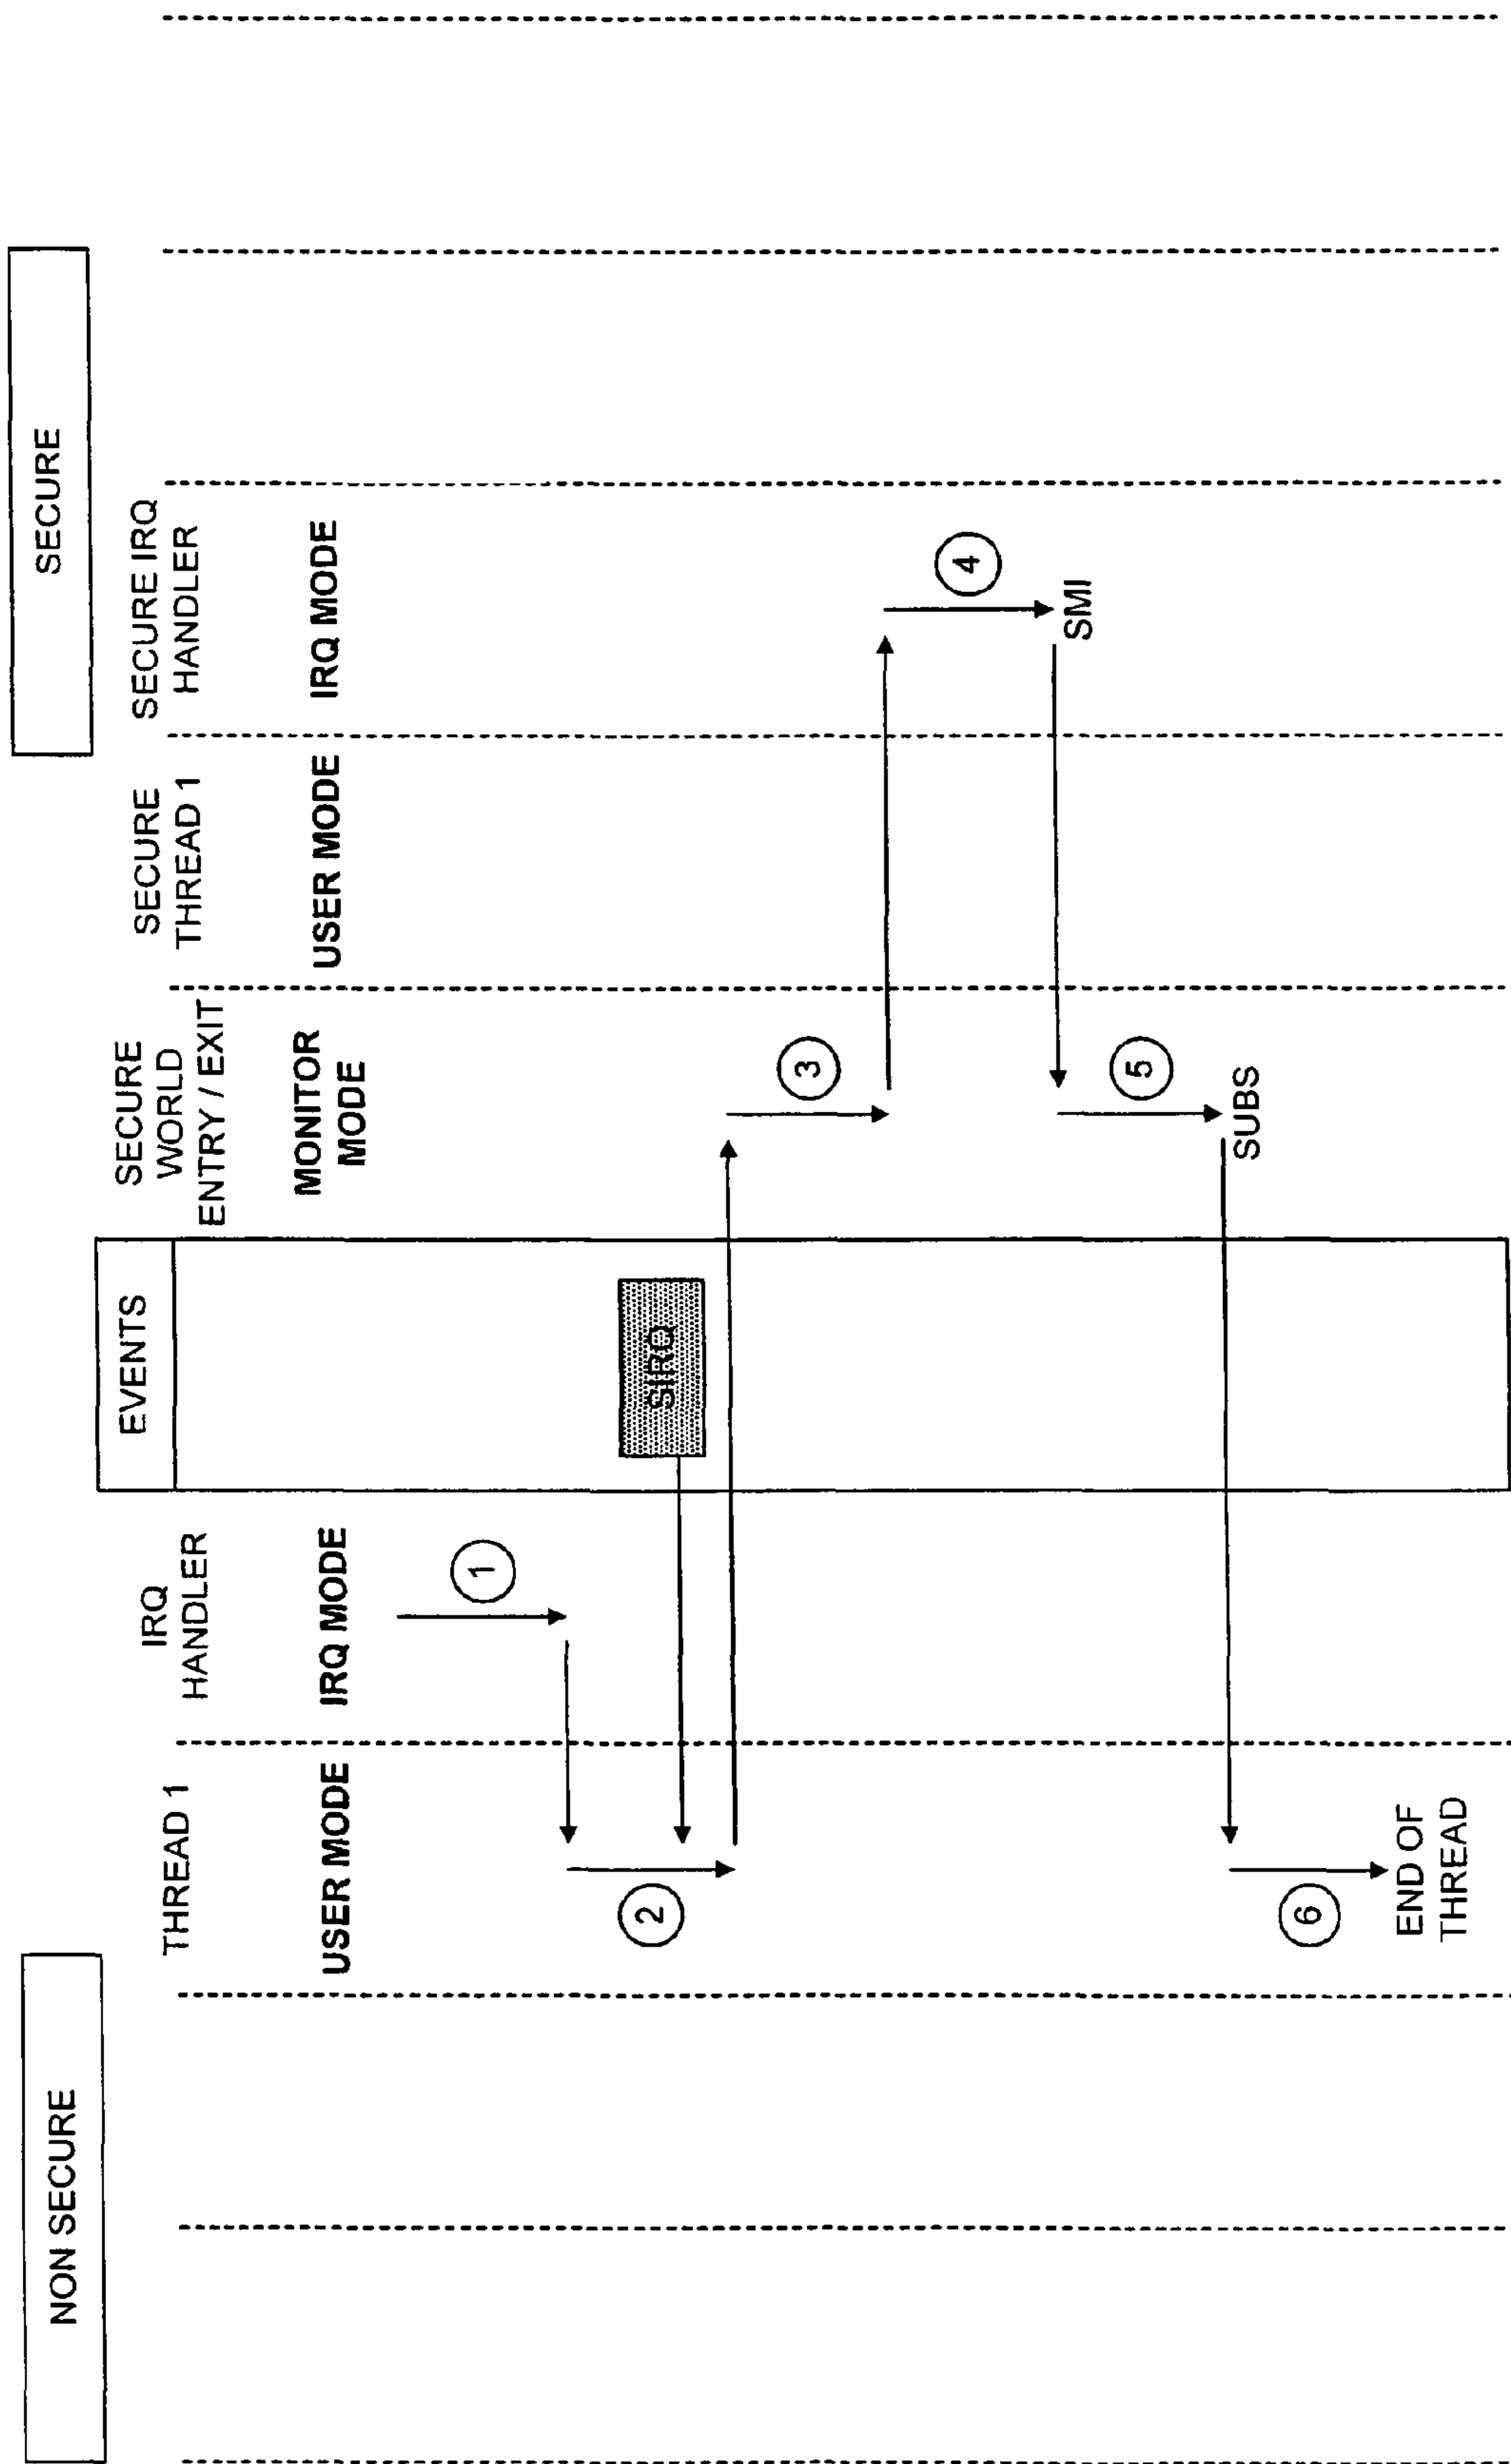 NON SECURE
SECURE
THREAD 1
USER MODE
IRQ
HANDLER
IRQ MODE
EVENTS
SECURE
WORLD
ENTRY / EXIT
MONITOR
MODE
SECURE
THREAD 1
USER MODE
SECURE IRQ
HANDLER
IRQ MODE
1
2
SIRQ
3
4
SMI
5
SUBS
6
END OF
THREAD